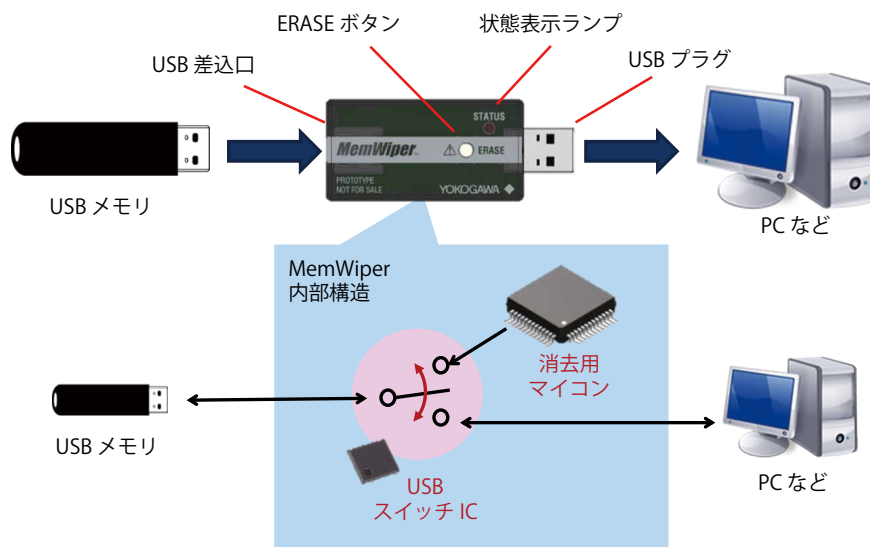 ERASE ボタン
状態表示ランプ
USB 差込口
USB プラグ
STATUS
MemWiper™
⚠ ERASE
PROTOTYPE
NOT FOR SALE
YOKOGAWA ◆
USB メモリ
PC など
MemWiper
内部構造
消去用
マイコン
USB メモリ
USB
スイッチ IC
PC など